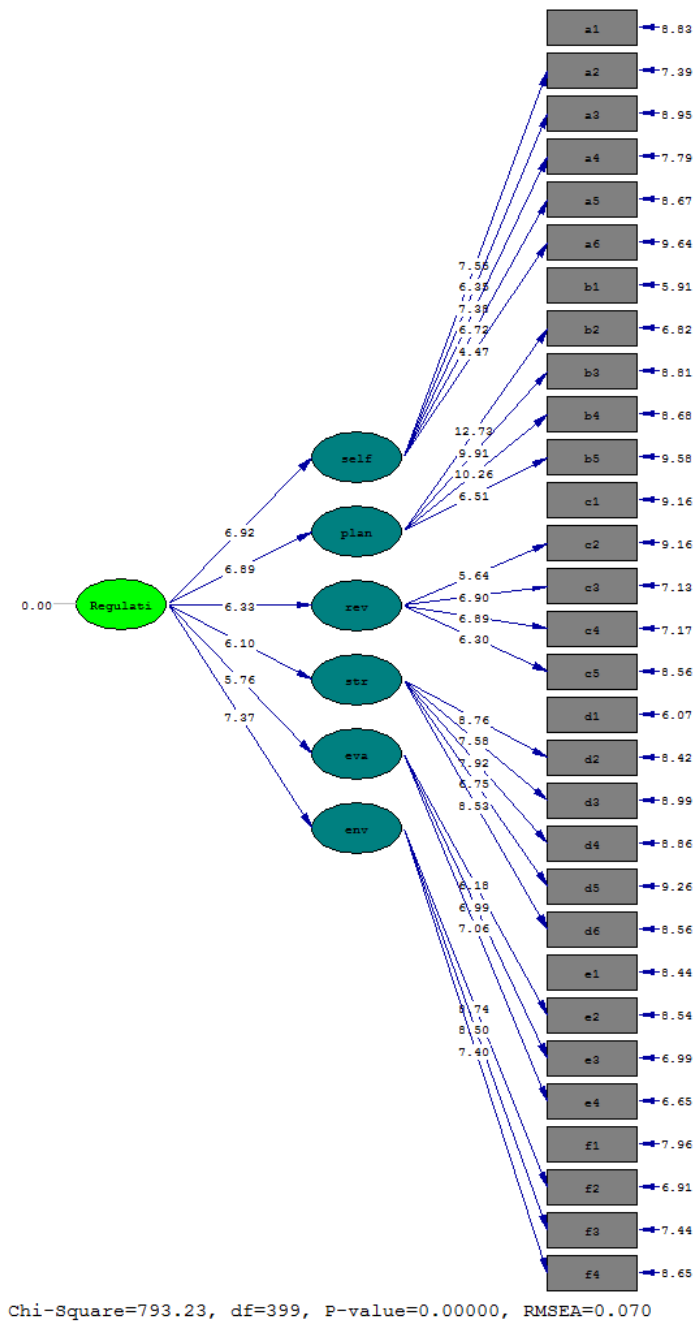 a1 8.83
a2 7.39
a3 8.95
a4 7.79
a5 8.67
a6 9.64
7.56
6.35
b1 5.91
7.38
b2 6.82
6.72
4.47
b3 8.81
b4 8.68
12.73
9.91
b5 9.58
self
10.26
c1 9.16
6.51
6.92
plan
c2 9.16
6.89
5.64
c3 7.13
0.00 Regulati 6.33 rev
6.90
6.89
c4 7.17
6.10
6.30
c5 8.56
5.76
str
7.37
d1 6.07
8.76
7.58
eva
d2 8.42
7.92
6.75
d3 8.99
8.53
env
d4 8.86
6.18
d5 9.26
6.99
7.06
d6 8.56
e1 8.44
8.74
e2 8.54
8.50
7.40
e3 6.99
e4 6.65
f1 7.96
f2 6.91
f3 7.44
f4 8.65
Chi-Square=793.23, df=399, P-value=0.00000, RMSEA=0.070